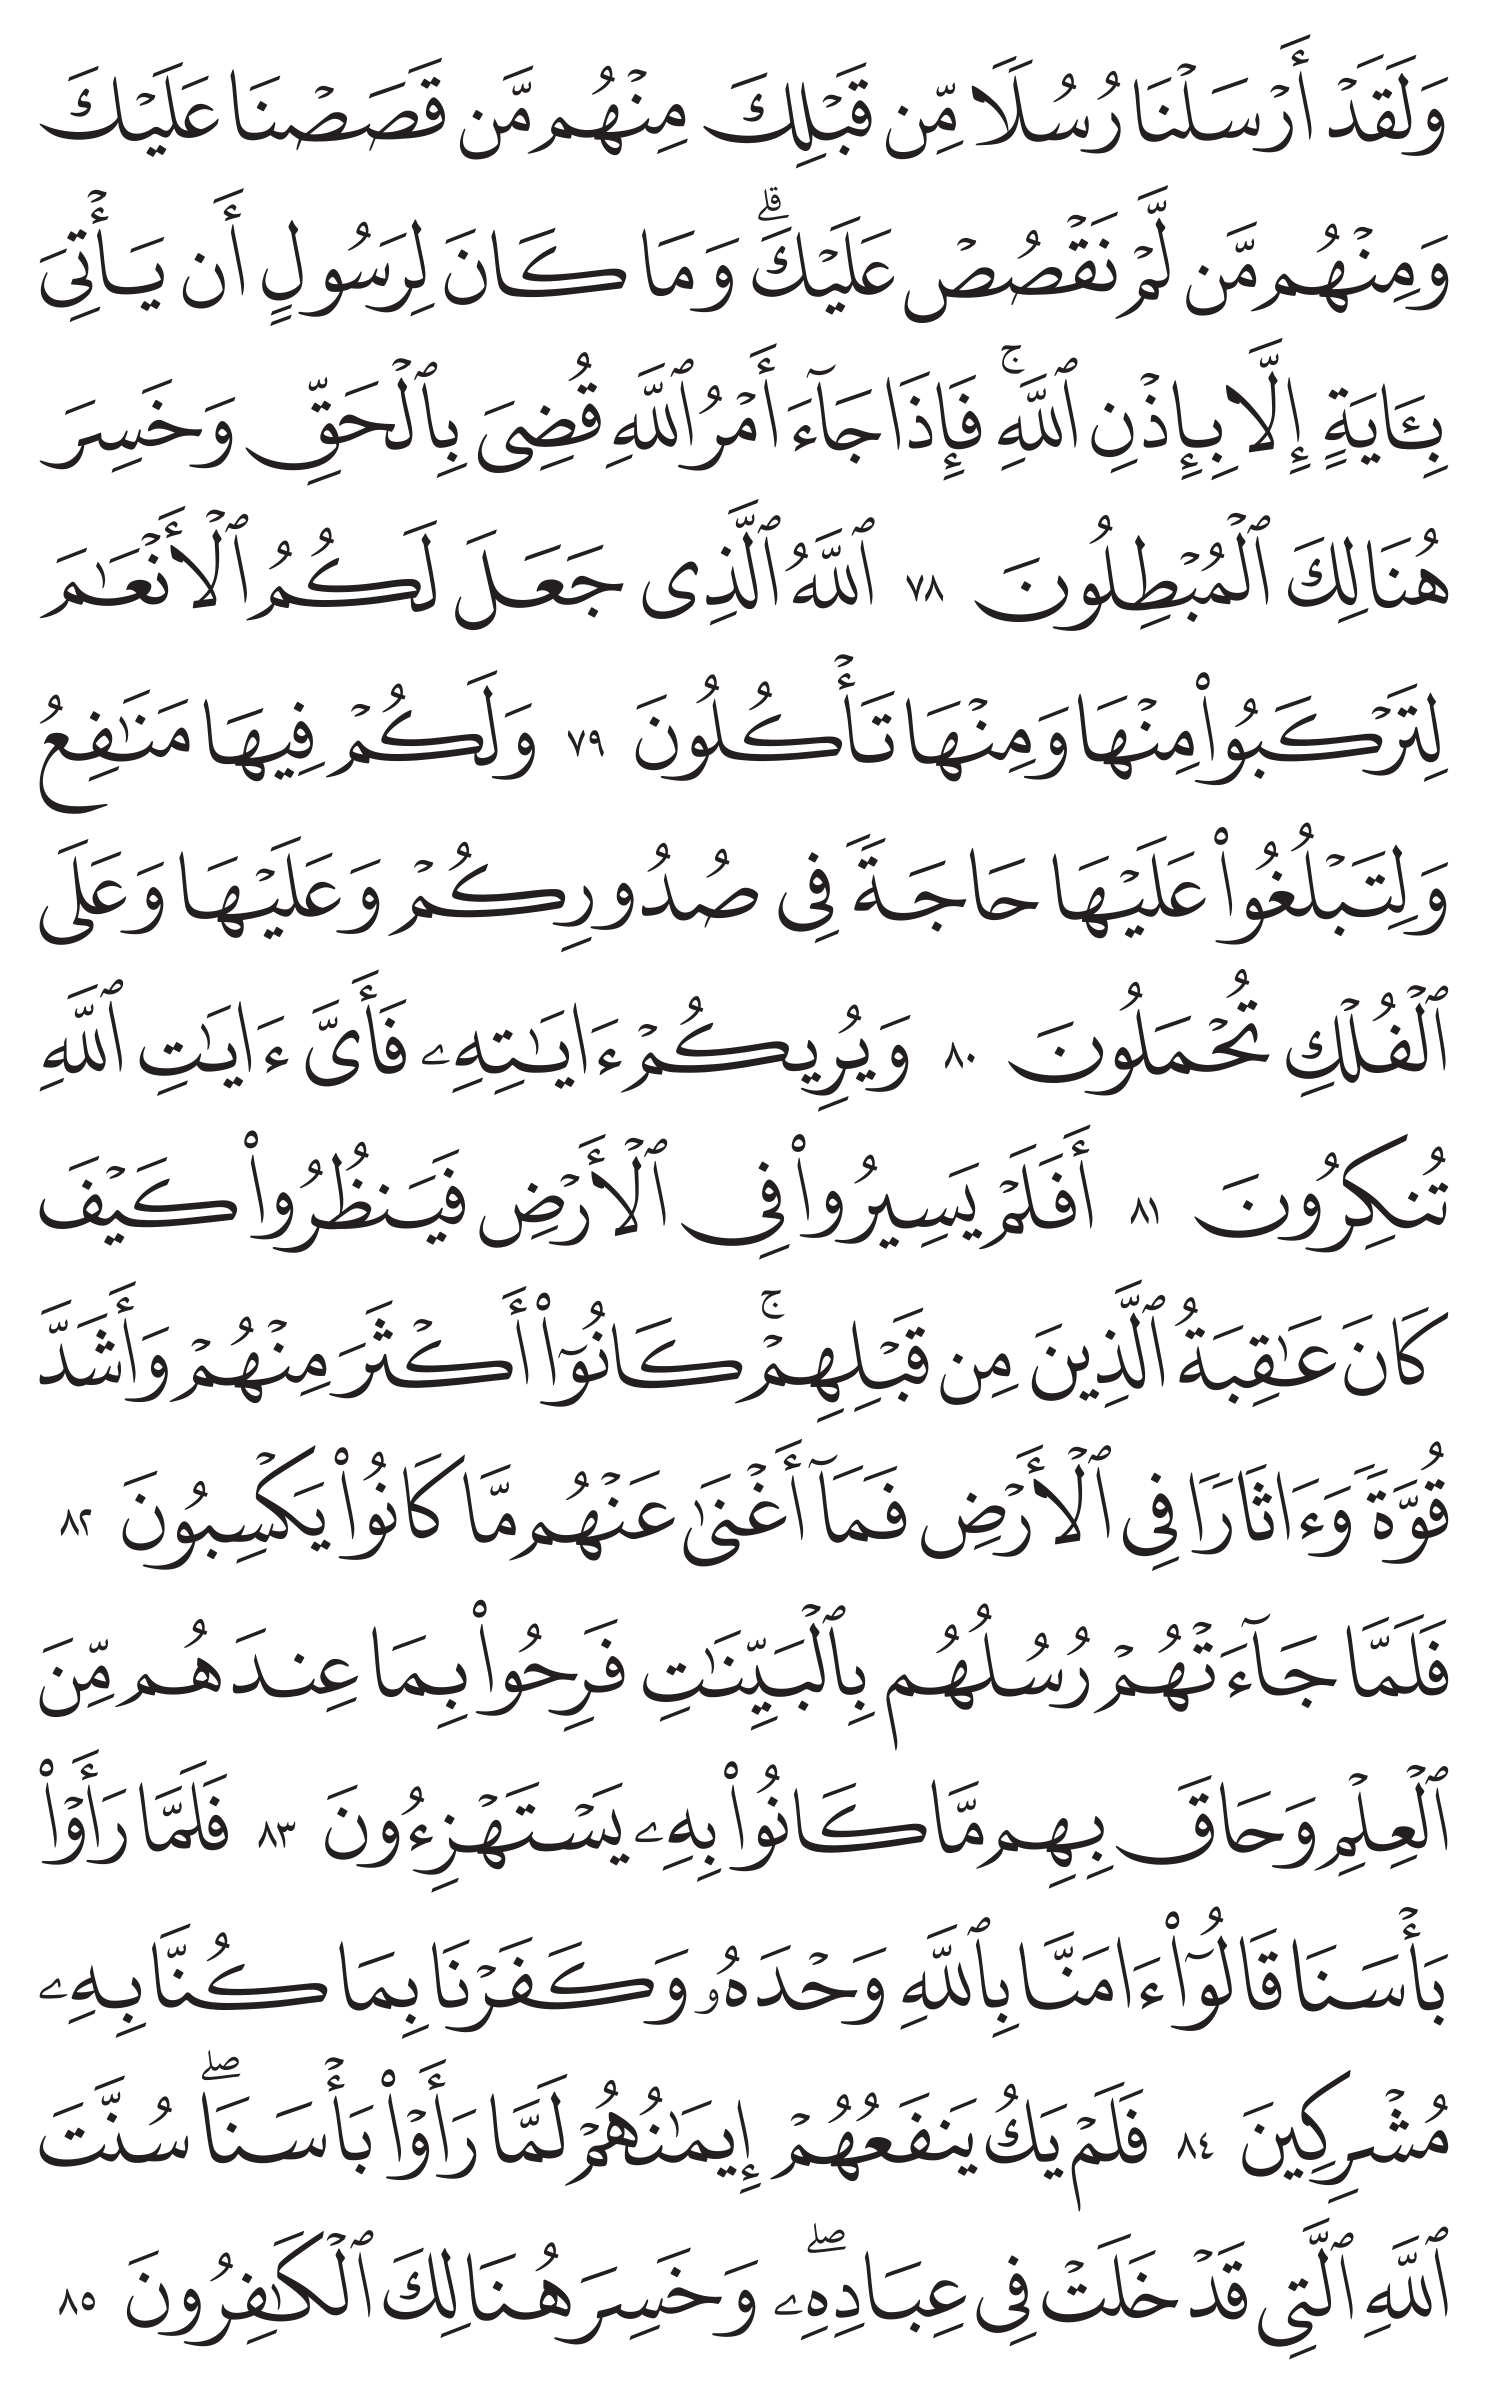 وَلَقَدۡ أَرۡسَلۡنَا رُسُلًا مِّن قَبۡلِكَ مِنۡهُم مَّن قَصَصۡنَا عَلَيۡكَ
وَمِنۡهُم مَّن لَّمۡ نَقۡصُصۡ عَلَيۡكَۗ وَمَا كَانَ لِرَسُولٍ أَن يَأۡتِيَ
بِـَٔايَةٍ إِلَّا بِإِذۡنِ ٱللَّهِۚ فَإِذَا جَآءَ أَمۡرُ ٱللَّهِ قُضِيَ بِٱلۡحَقِّ وَخَسِرَ
هُنَالِكَ ٱلۡمُبۡطِلُونَ ٧٨ ٱللَّهُ ٱلَّذِي جَعَلَ لَكُمُ ٱلۡأَنۡعَٰمَ
لِتَرۡكَبُواْ مِنۡهَا وَمِنۡهَا تَأۡكُلُونَ ٧٩ وَلَكُمۡ فِيهَا مَنَٰفِعُ
وَلِتَبۡلُغُواْ عَلَيۡهَا حَاجَةً فِي صُدُورِكُمۡ وَعَلَيۡهَا وَعَلَى
ٱلۡفُلۡكِ تُحۡمَلُونَ ٨٠ وَيُرِيكُمۡ ءَايَٰتِهِۦ فَأَيَّ ءَايَٰتِ ٱللَّهِ
تُنكِرُونَ ٨١ أَفَلَمۡ يَسِيرُواْ فِي ٱلۡأَرۡضِ فَيَنظُرُواْ كَيۡفَ
كَانَ عَٰقِبَةُ ٱلَّذِينَ مِن قَبۡلِهِمۡۚ كَانُوٓاْ أَكۡثَرَ مِنۡهُمۡ وَأَشَدَّ
قُوَّةً وَءَاثَارًا فِي ٱلۡأَرۡضِ فَمَآ أَغۡنَىٰ عَنۡهُم مَّا كَانُواْ يَكۡسِبُونَ ٨٢
فَلَمَّا جَآءَتۡهُمۡ رُسُلُهُم بِٱلۡبَيِّنَٰتِ فَرِحُواْ بِمَا عِندَهُم مِّنَ
ٱلۡعِلۡمِ وَحَاقَ بِهِم مَّا كَانُواْ بِهِۦ يَسۡتَهۡزِءُونَ ٨٣ فَلَمَّا رَأَوۡاْ
بَأۡسَنَا قَالُوٓاْ ءَامَنَّا بِٱللَّهِ وَحۡدَهُۥ وَكَفَرۡنَا بِمَا كُنَّا بِهِۦ
مُشۡرِكِينَ ٨٤ فَلَمۡ يَكُ يَنفَعُهُمۡ إِيمَٰنُهُمۡ لَمَّا رَأَوۡاْ بَأۡسَنَاۖ سُنَّتَ
ٱللَّهِ ٱلَّتِي قَدۡ خَلَتۡ فِي عِبَادِهِۦۖ وَخَسِرَ هُنَالِكَ ٱلۡكَٰفِرُونَ ٨٥